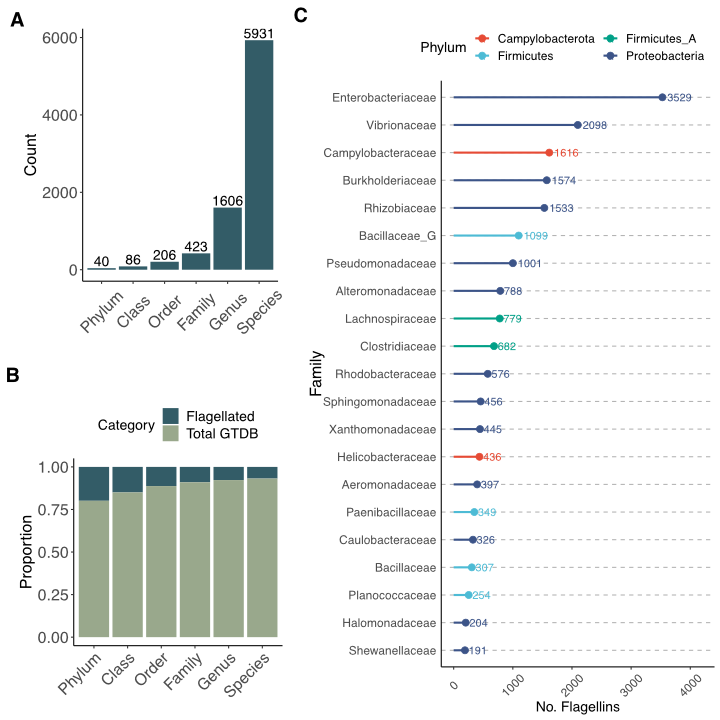 A
Count
6000
4000
2000
0
40
86
206
423
1606
5931
Phylum
Class
Order
Family
Genus
Species
B
Category
Flagellated
Total GTDB
Proportion
1.00
0.75
0.50
0.25
0.00
Phylum
Class
Order
Family
Genus
Species
C
Phylum
Campylobacterota
Firmicutes_A
Firmicutes
Proteobacteria
Family
Enterobacteriaceae 3529
Vibrionaceae 2098
Campylobacteraceae 1616
Burkholderiaceae 1574
Rhizobiaceae 1533
Bacillaceae_G 1099
Pseudomonadaceae 1001
Alteromonadaceae 788
Lachnospiraceae 779
Clostridiaceae 682
Rhodobacteraceae 576
Sphingomonadaceae 456
Xanthomonadaceae 445
Helicobacteraceae 436
Aeromonadaceae 397
Paenibacillaceae 349
Caulobacteraceae 326
Bacillaceae 307
Planococcaceae 254
Halomonadaceae 204
Shewanellaceae 191
0
1000
2000
3000
4000
No. Flagellins